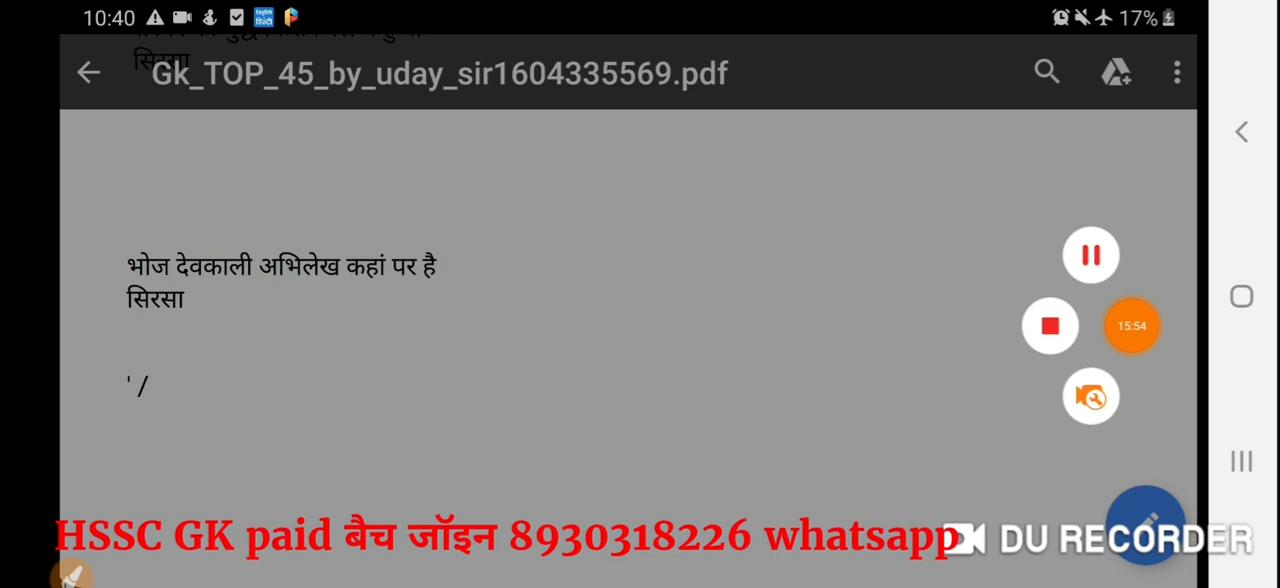 10:40
17%
सिरसा
Gk_TOP_45_by_uday_sir1604335569.pdf
भोज देवकाली अभिलेख कहां पर है
सिरसा
15:54
' /
HSSC GK paid बैच जॉइन 8930318226 whatsapp
DU RECORDER